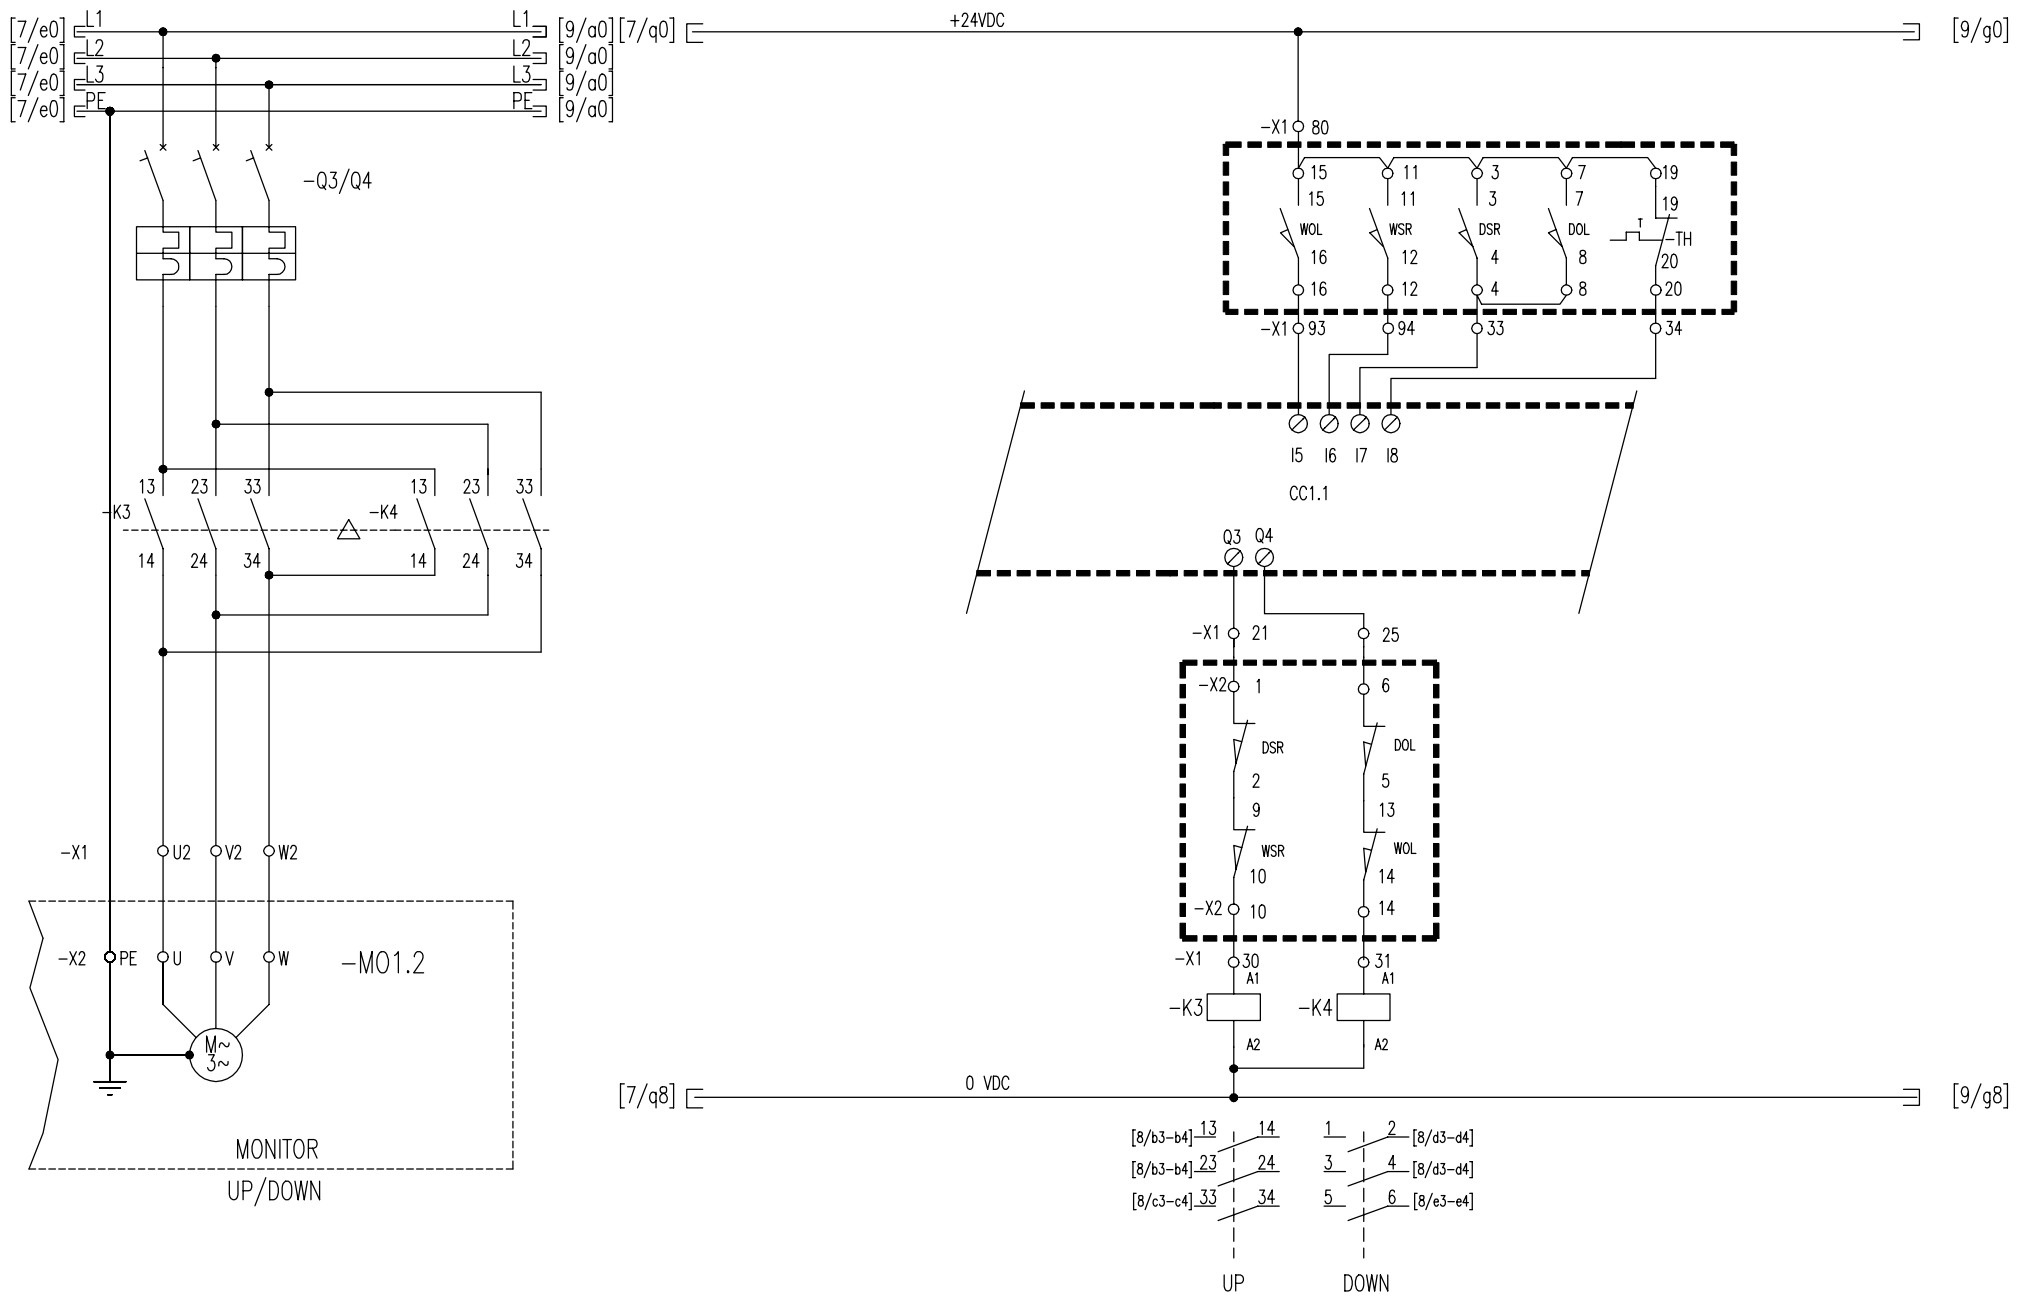 [7/e0] L1 L1 [9/a0] [7/q0] +24VDC [9/g0]
[7/e0] L2 L2 [9/a0]
[7/e0] L3 L3 [9/a0]
[7/e0] PE PE [9/a0]
-Q3/Q4
-X1 80
15 11 3 7 19
15 11 3 7 19
WOL WSR DSR DOL T -TH
16 12 4 8 20
16 12 4 8 20
-X1 93 94 33 34
I5 I6 I7 I8
CC1.1
13 23 33 13 23 33
-K3 -K4
14 24 34 14 24 34
Q3 Q4
-X1 21 25
-X2 1 6
DSR DOL
2 5
9 13
WSR WOL
10 14
-X2 10 14
-X1 30 31
A1 A1
-K3 -K4
A2 A2
-X1 U2 V2 W2
-X2 PE U V W -MO1.2
M~
3~
MONITOR
UP/DOWN
[7/q8] 0 VDC [9/g8]
[8/b3-b4] 13 14 1 2 [8/d3-d4]
[8/b3-b4] 23 24 3 4 [8/d3-d4]
[8/c3-c4] 33 34 5 6 [8/e3-e4]
UP DOWN